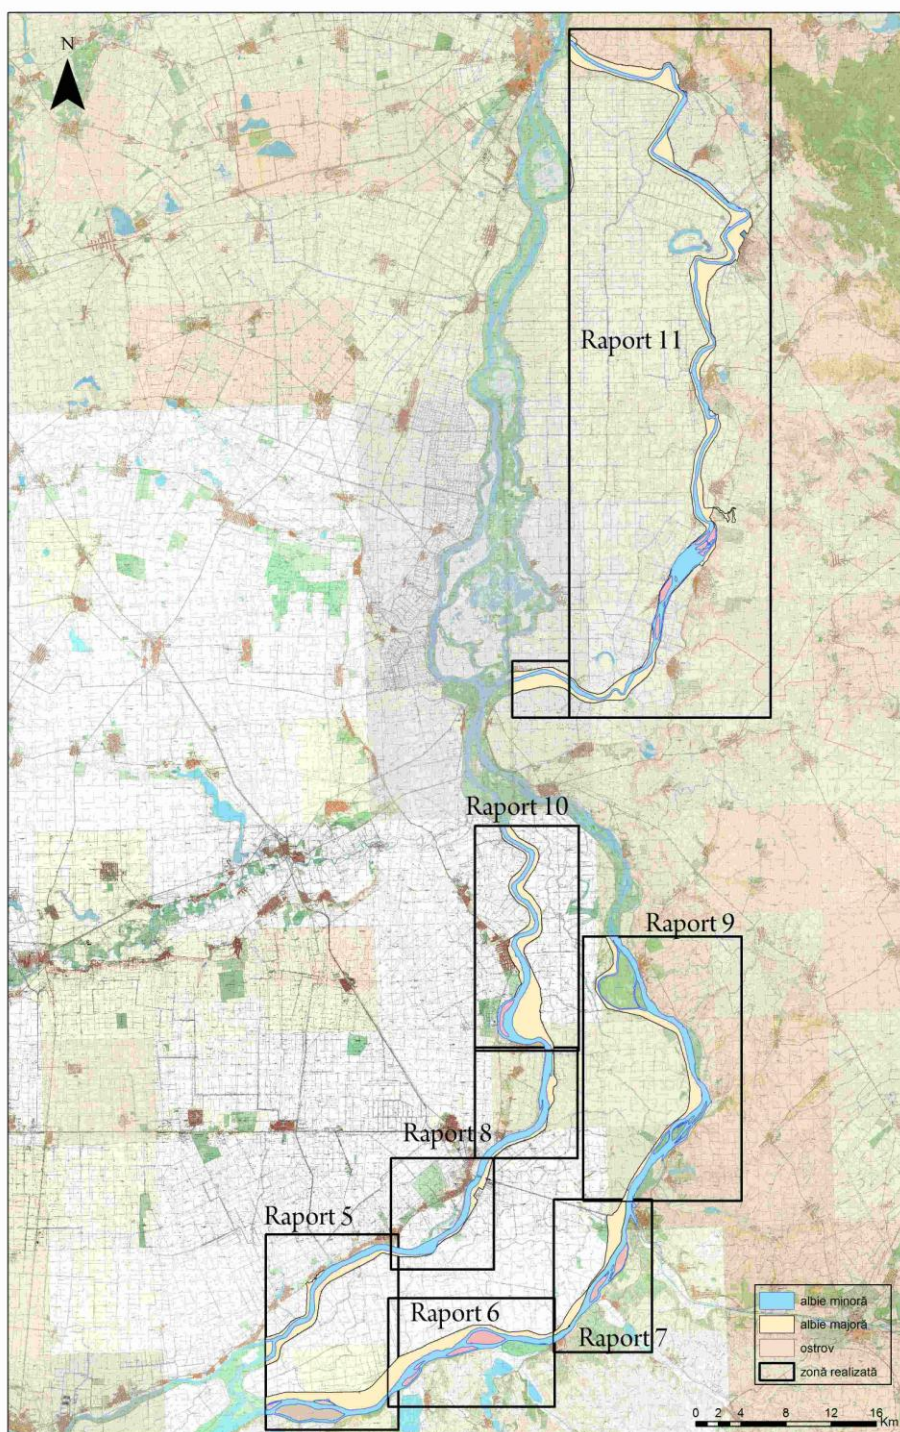 N
Raport 11
Raport 10
Raport 9
Raport 8
Raport 5
Raport 6
Raport 7
albie minoră
albie majoră
ostrov
zonă realizată
0 2 4 8 12 16
Km